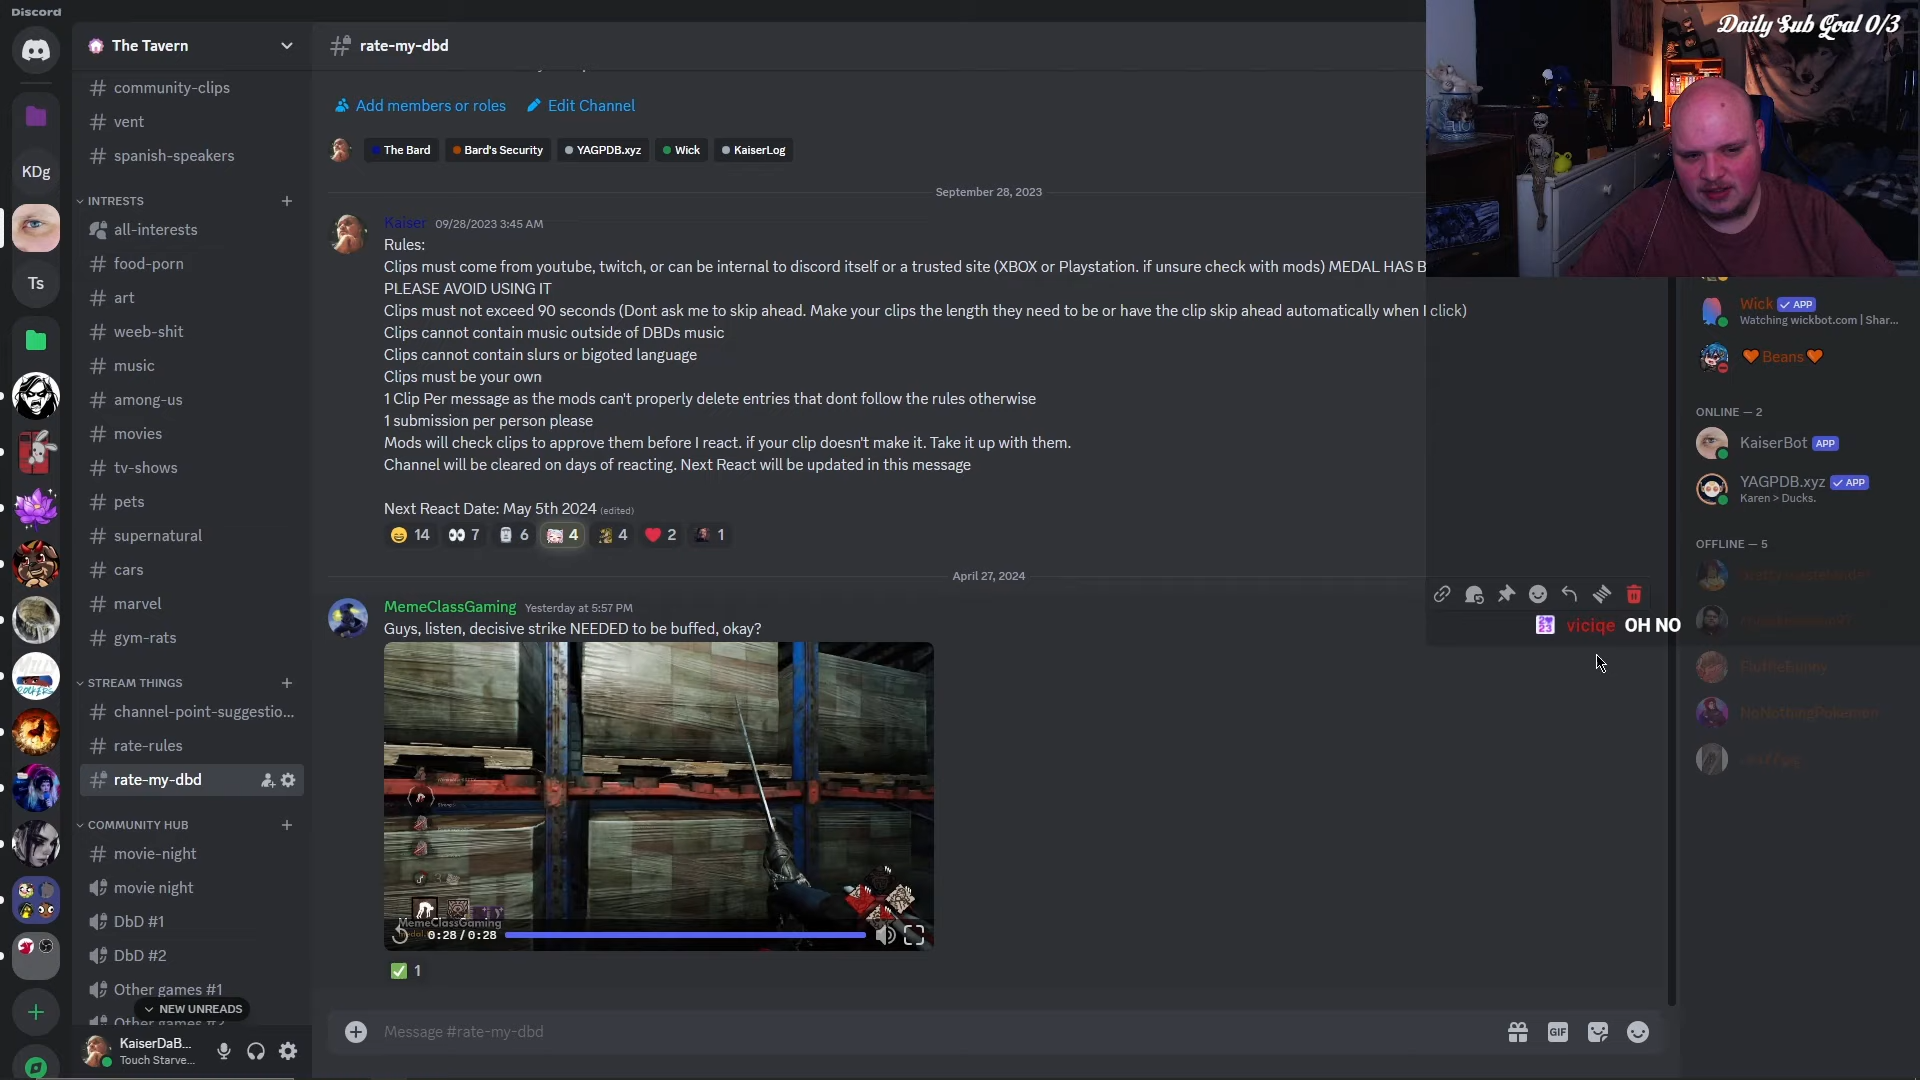 Discord
The Tavern
rate-my-dbd
Daily Sub Goal 0/3
KDg
Ts
community-clips
vent
spanish-speakers
INTRESTS
all-interests
food-porn
art
weeb-shit
music
among-us
movies
tv-shows
pets
supernatural
cars
marvel
gym-rats
STREAM THINGS
channel-point-suggestio...
rate-rules
rate-my-dbd
COMMUNITY HUB
movie-night
movie night
DbD #1
DbD #2
Other games #1
NEW UNREADS
Other games #2
KaiserDaB...
Touch Starve...
Add members or roles
Edit Channel
The Bard
Bard's Security
YAGPDB.xyz
Wick
KaiserLog
September 28, 2023
Kaiser 09/28/2023 3:45 AM
Rules:
Clips must come from youtube, twitch, or can be internal to discord itself or a trusted site (XBOX or Playstation. if unsure check with mods) MEDAL HAS B
PLEASE AVOID USING IT
Clips must not exceed 90 seconds (Dont ask me to skip ahead. Make your clips the length they need to be or have the clip skip ahead automatically when I click)
Clips cannot contain music outside of DBDs music
Clips cannot contain slurs or bigoted language
Clips must be your own
1 Clip Per message as the mods can't properly delete entries that dont follow the rules otherwise
1 submission per person please
Mods will check clips to approve them before I react. if your clip doesn't make it. Take it up with them.
Channel will be cleared on days of reacting. Next React will be updated in this message
Next React Date: May 5th 2024 (edited)
14 7 6 4 4 2 1
April 27, 2024
MemeClassGaming Yesterday at 5:57 PM
Guys, listen, decisive strike NEEDED to be buffed, okay?
MemeClassGaming
0:28 / 0:28
1
Message #rate-my-dbd
GIF
viciqe OH NO
Wick APP
Watching wickbot.com | Shar...
Beans
ONLINE — 2
KaiserBot APP
YAGPDB.xyz APP
Karen > Ducks.
OFFLINE — 5
FluffieBunny
NoNothingPokemon